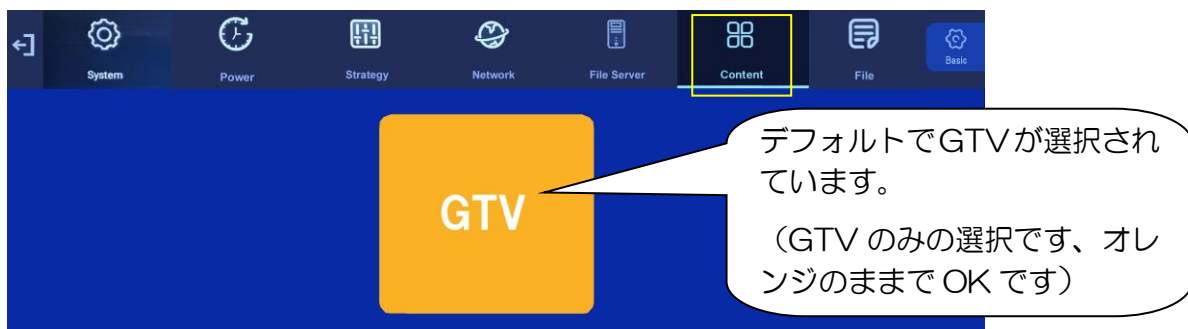 System
Power
Strategy
Network
File Server
Content
File
Basic
GTV
デフォルトでGTVが選択され
ています。
（GTV のみの選択です、オレ
ンジのままで OK です）